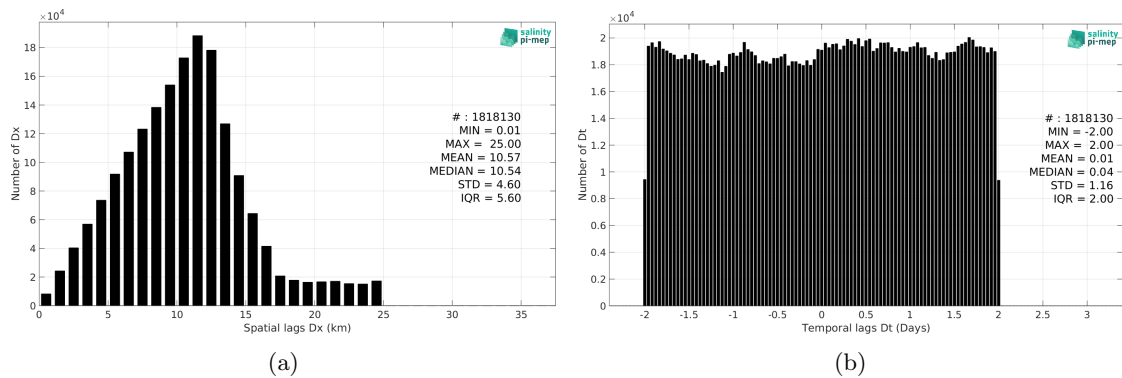 ×10⁴
18
16
14
12
10
8
6
4
2
0
Number of Dx
salinity
pi-mep
# : 1818130
MIN = 0.01
MAX = 25.00
MEAN = 10.57
MEDIAN = 10.54
STD = 4.60
IQR = 5.60
0 5 10 15 20 25 30 35
Spatial lags Dx (km)
(a)
×10⁴
2
1.8
1.6
1.4
1.2
1
0.8
0.6
0.4
0.2
0
Number of Dt
salinity
pi-mep
# : 1818130
MIN = -2.00
MAX = 2.00
MEAN = 0.01
MEDIAN = 0.04
STD = 1.16
IQR = 2.00
-2 -1.5 -1 -0.5 0 0.5 1 1.5 2 2.5 3
Temporal lags Dt (Days)
(b)